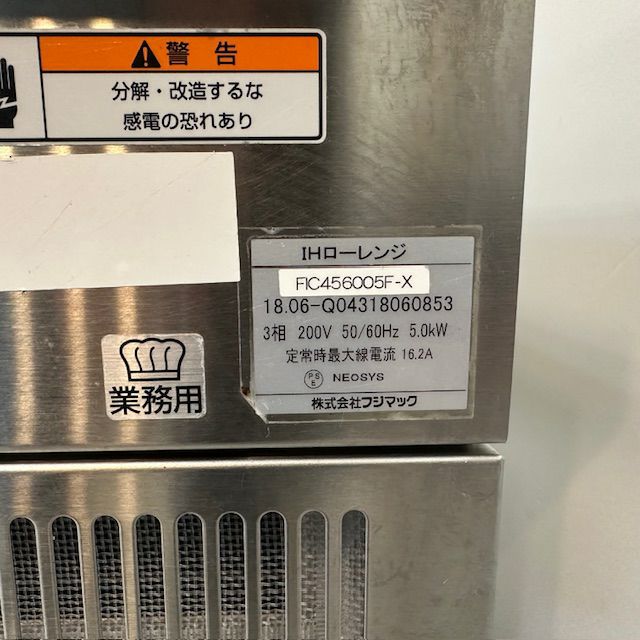 警告
分解・改造するな
感電の恐れあり
IHローレンジ
FIC456005F-X
18.06-Q04318060853
3相 200V 50/60Hz 5.0kW
定常時最大線電流 16.2A
PSE NEOSYS
株式会社フジマック
業務用